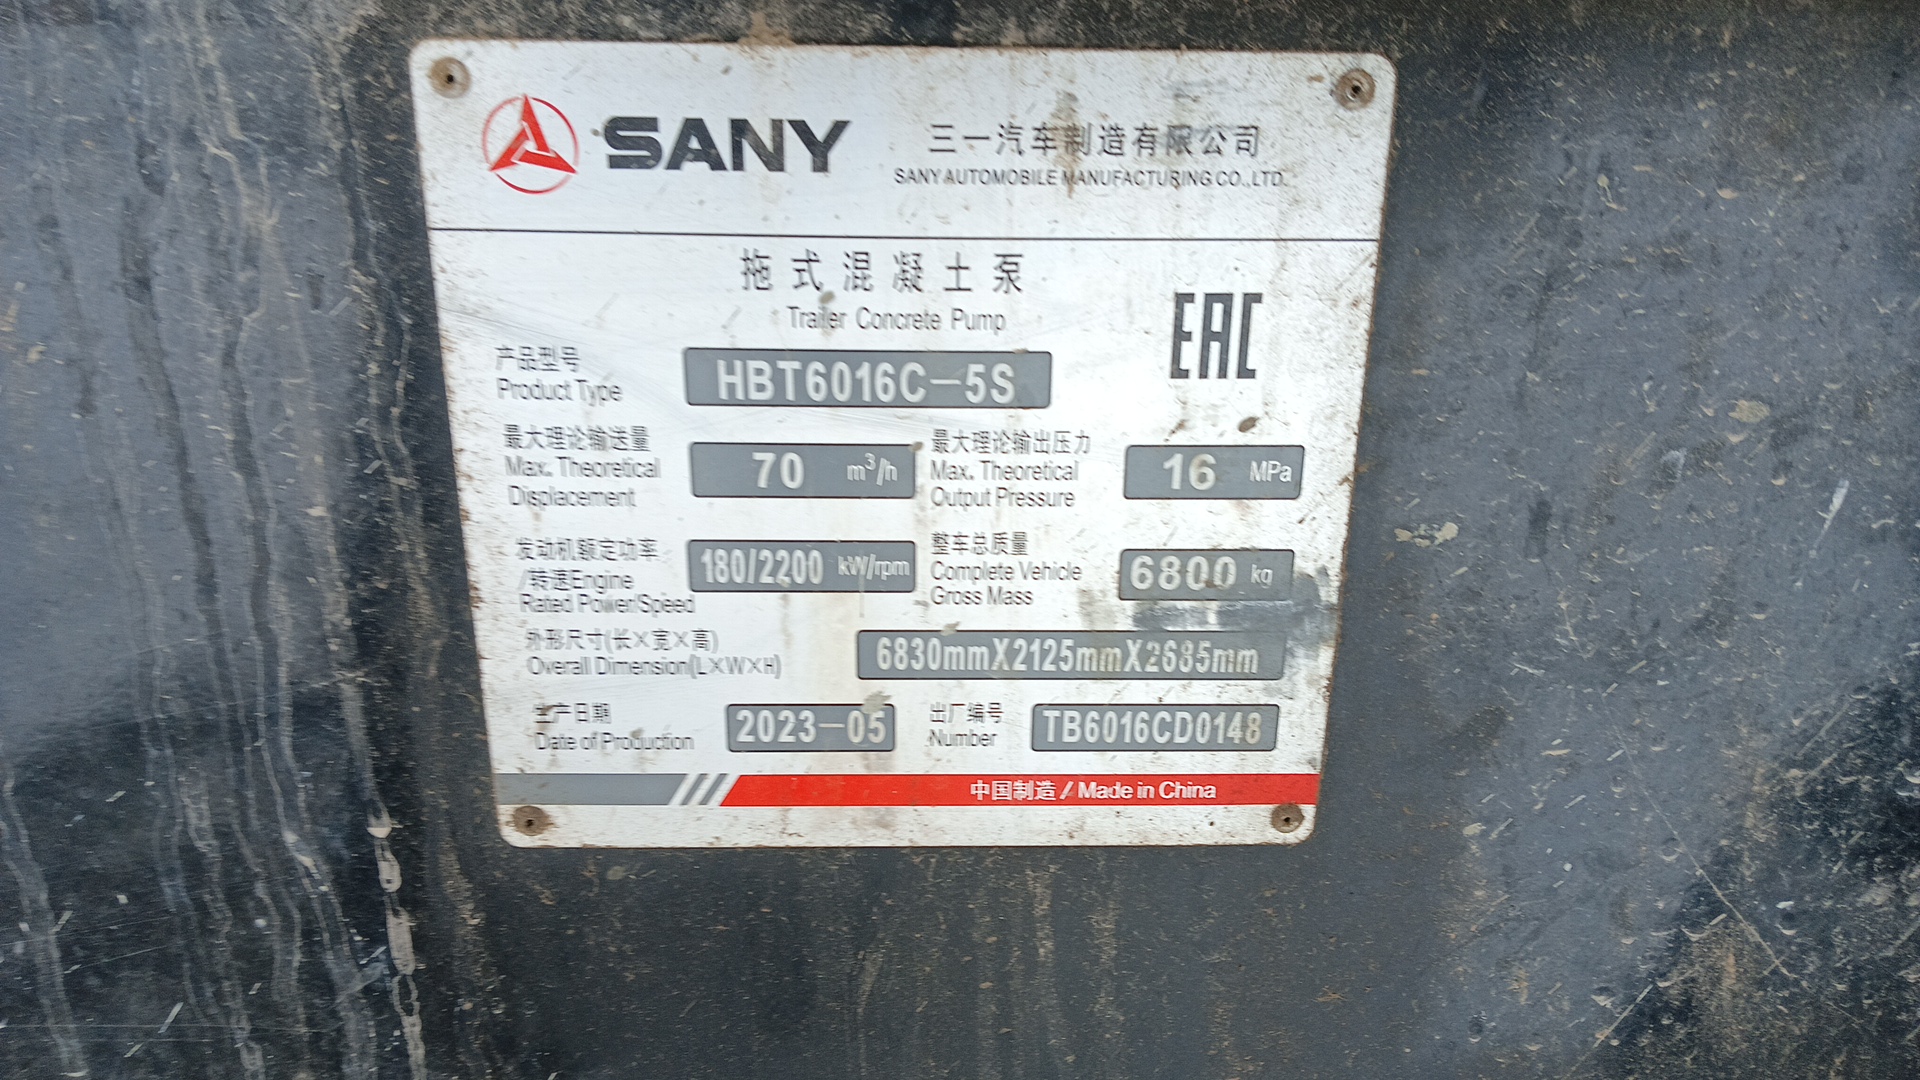 SANY
三一汽车制造有限公司
SANY AUTOMOBILE MANUFACTURING CO.,LTD.
拖式混凝土泵
Trailer Concrete Pump
EAC
产品型号
Product Type
HBT6016C-5S
最大理论输送量
Max. Theoretical
Displacement
70 m³/h
最大理论输出压力
Max. Theoretical
Output Pressure
16 MPa
发动机额定功率
/转速Engine
Rated Power/Speed
180/2200 kW/rpm
整车总质量
Complete Vehicle
Gross Mass
6800 kg
外形尺寸(长×宽×高)
Overall Dimension(L×W×H)
6830mmX2125mmX2685mm
生产日期
Date of Production
2023-05
出厂编号
Number
TB6016CD0148
中国制造/Made in China